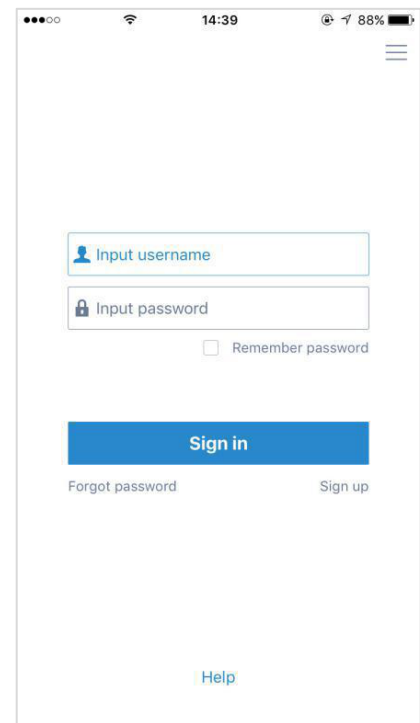 14:39 88%
Input username
Input password
Remember password
Sign in
Forgot password Sign up
Help